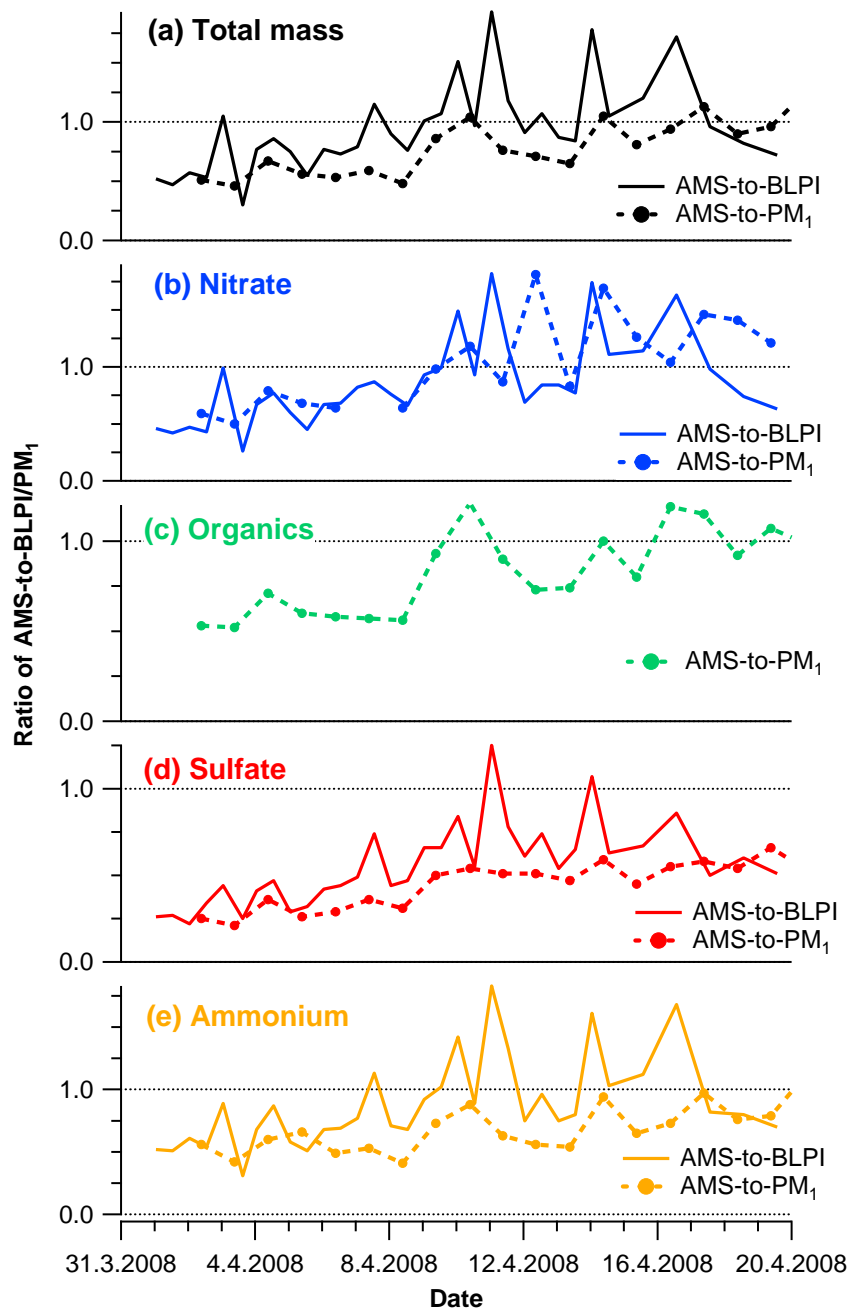 (a) Total mass
1.0
AMS-to-BLPI
AMS-to-PM₁
0.0
(b) Nitrate
1.0
AMS-to-BLPI
AMS-to-PM₁
0.0
(c) Organics
1.0
AMS-to-PM₁
0.0
Ratio of AMS-to-BLPI/PM₁
(d) Sulfate
1.0
AMS-to-BLPI
AMS-to-PM₁
0.0
(e) Ammonium
1.0
AMS-to-BLPI
AMS-to-PM₁
0.0
31.3.2008 4.4.2008 8.4.2008 12.4.2008 16.4.2008 20.4.2008
Date